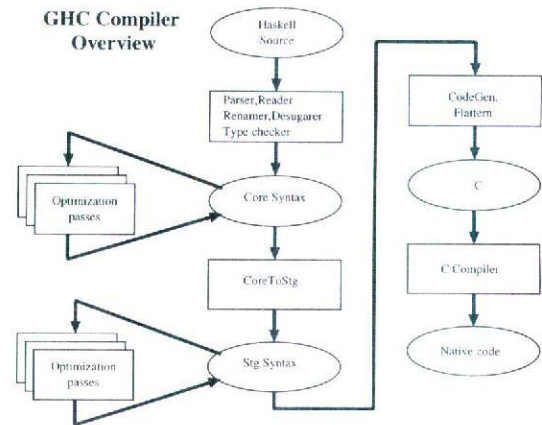 GHC Compiler
Overview
Haskell
Source
Parser,Reader
Renamer,Desugarer
Type checker
Optimization
passes
Core Syntax
CoreToStg
Optimization
passes
Stg Syntax
CodeGen,
Flattern
C
C Compiler
Native code